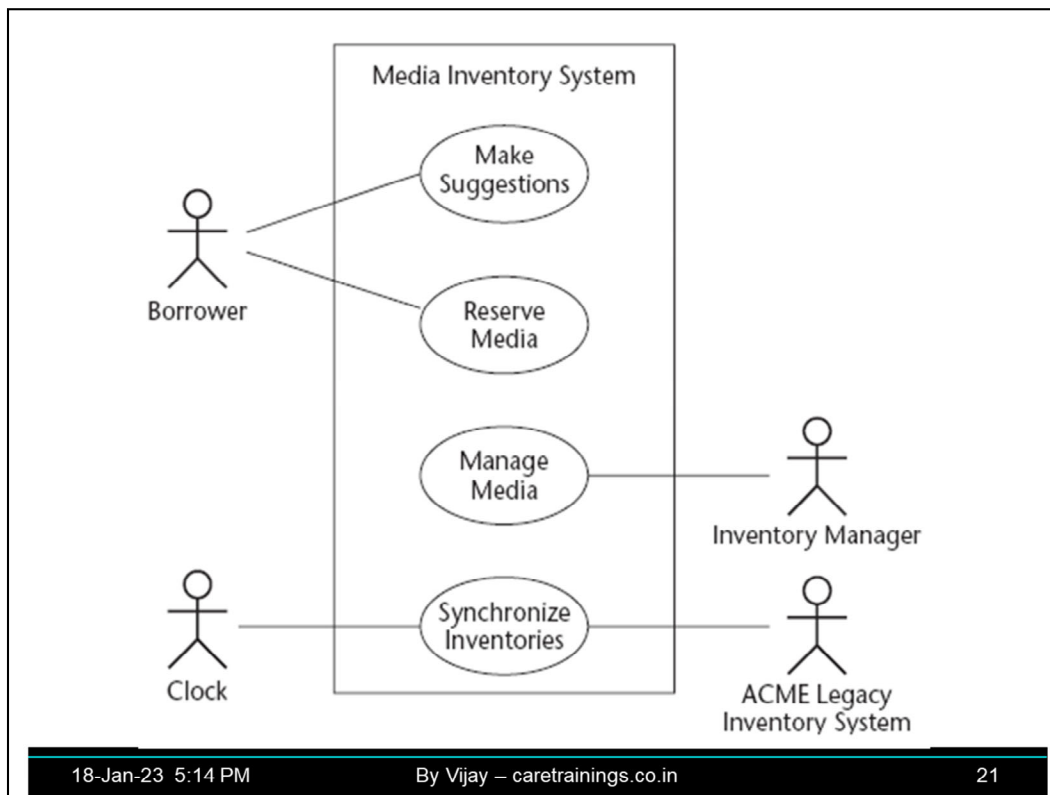 Media Inventory System
Make
Suggestions
Borrower
Reserve
Media
Manage
Media
Inventory Manager
Clock
Synchronize
Inventories
ACME Legacy
Inventory System
18-Jan-23 5:14 PM
By Vijay – caretrainings.co.in
21